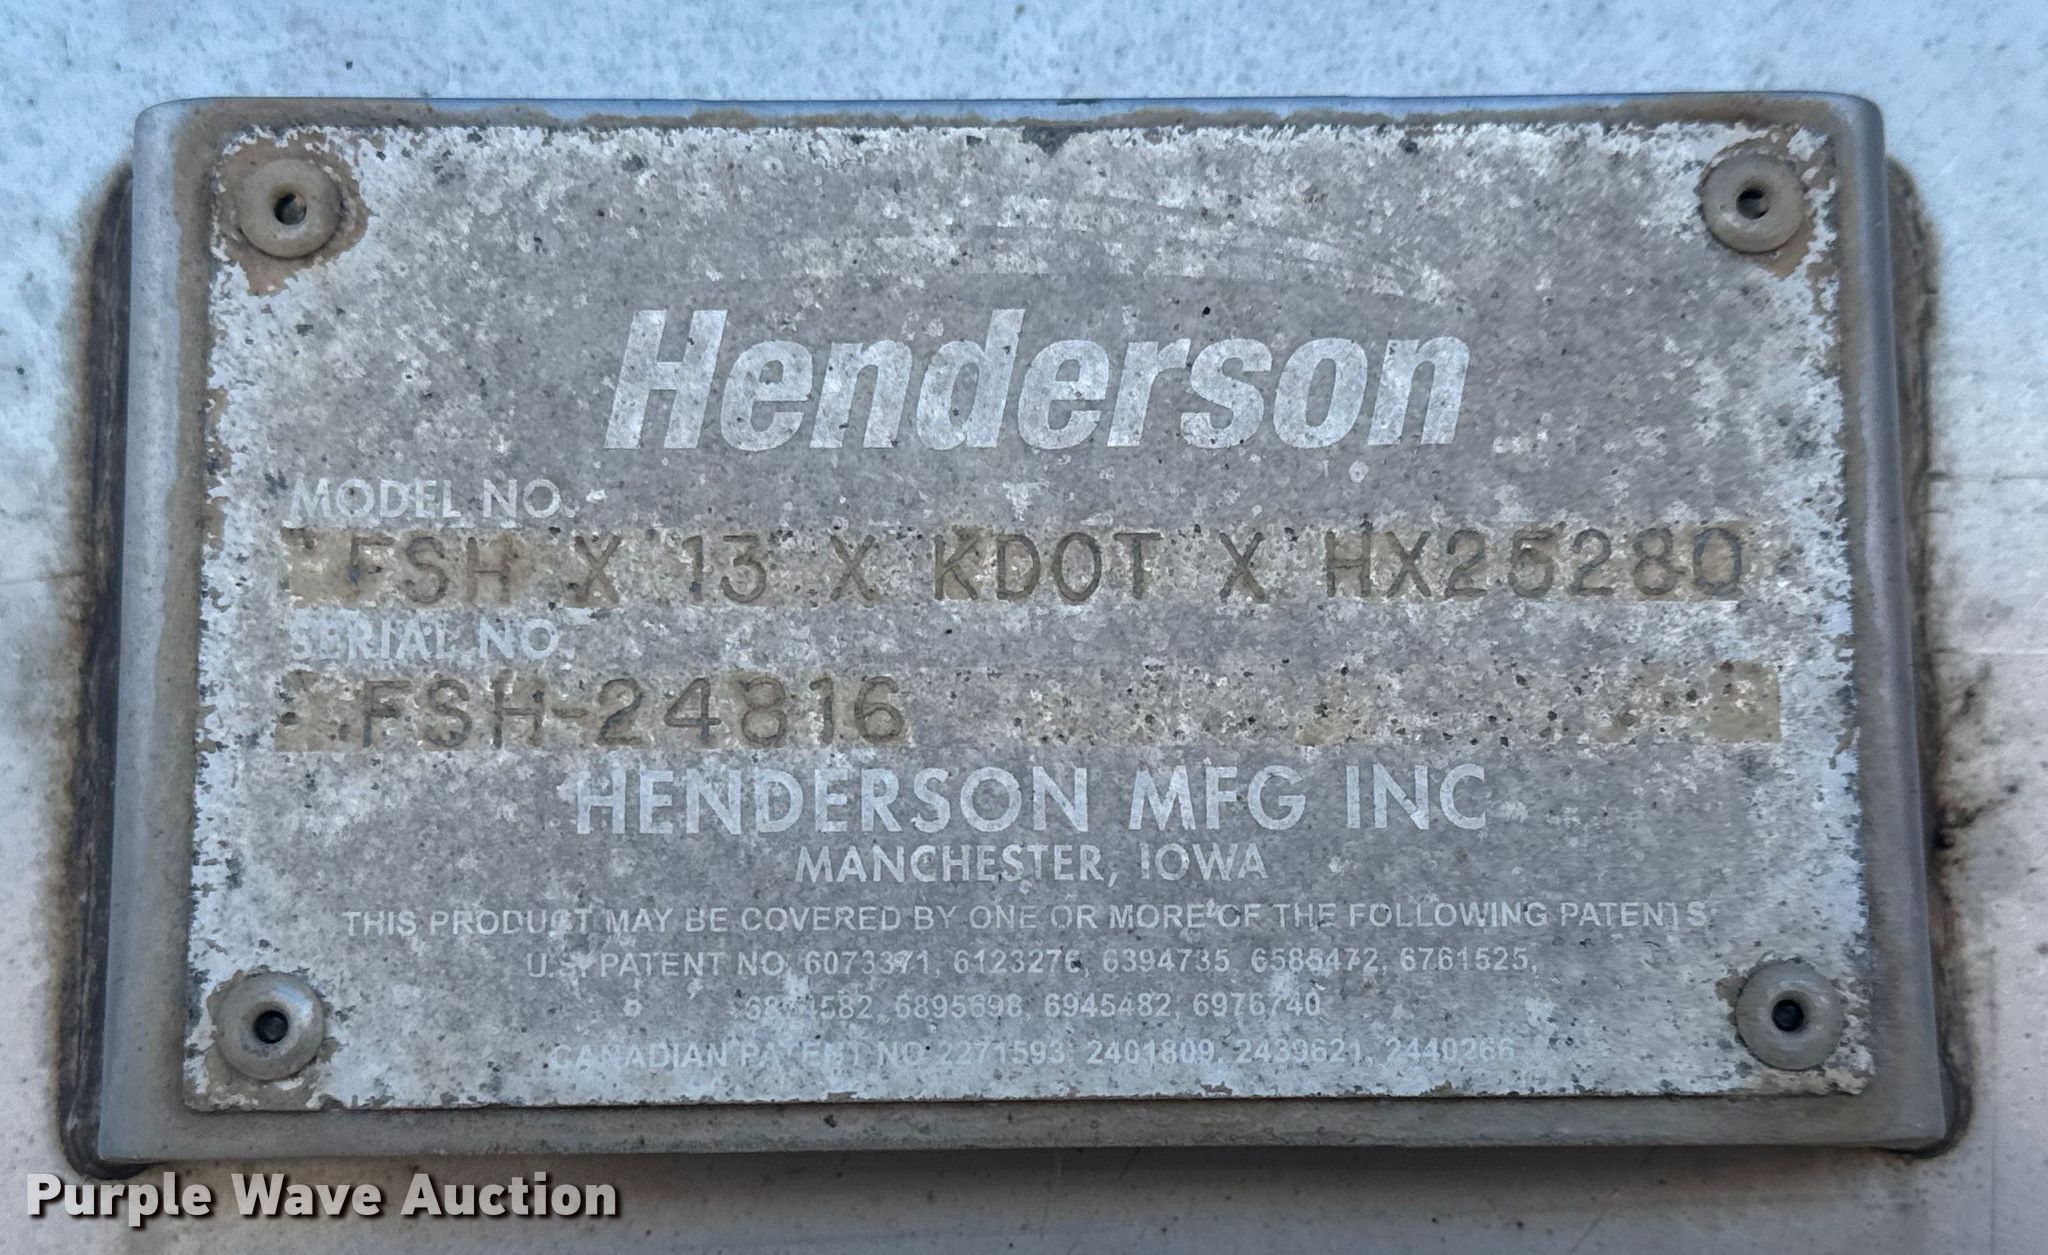 Henderson
MODEL NO.
FSH X 13 X KDOT X HX25280
SERIAL NO.
FSH-24816
HENDERSON MFG INC
MANCHESTER, IOWA
THIS PRODUCT MAY BE COVERED BY ONE OR MORE OF THE FOLLOWING PATENTS:
U.S. PATENT NO. 6073371, 6123276, 6394735, 6585472, 6761525,
6895698, 6945482, 6976740
CANADIAN PATENT NO 2271593, 2401809, 2439621, 2440266
Purple Wave Auction